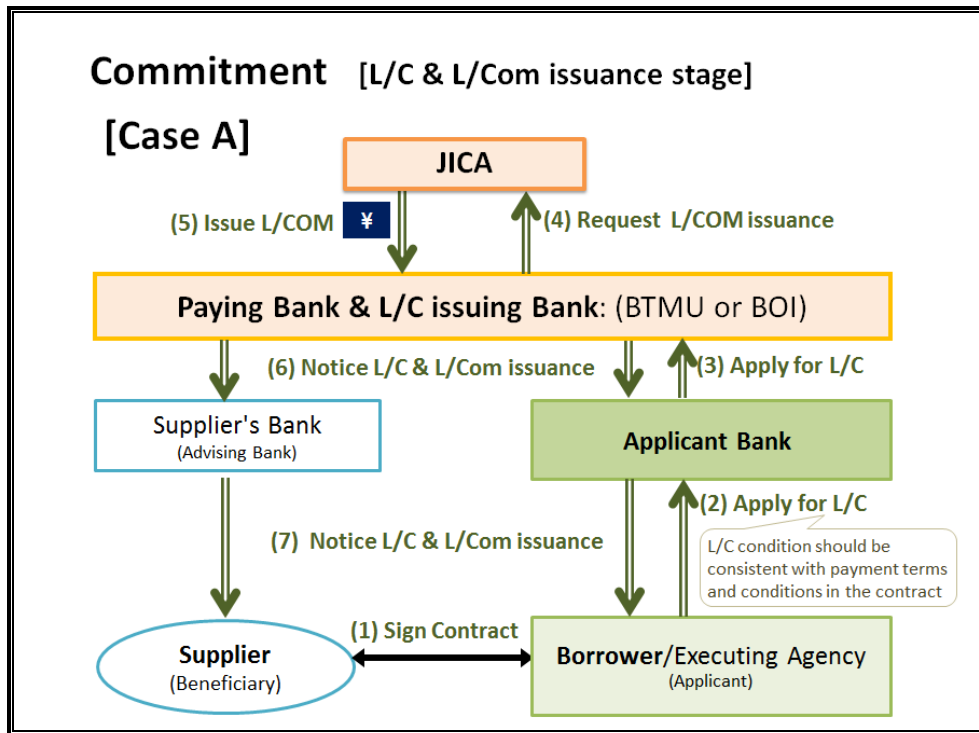 Commitment [L/C & L/Com issuance stage]
[Case A]
JICA
(5) Issue L/COM
¥
(4) Request L/COM issuance
Paying Bank & L/C issuing Bank: (BTMU or BOI)
(6) Notice L/C & L/Com issuance
(3) Apply for L/C
Supplier's Bank
(Advising Bank)
Applicant Bank
(2) Apply for L/C
(7) Notice L/C & L/Com issuance
L/C condition should be
consistent with payment terms
and conditions in the contract
(1) Sign Contract
Supplier
(Beneficiary)
Borrower/Executing Agency
(Applicant)